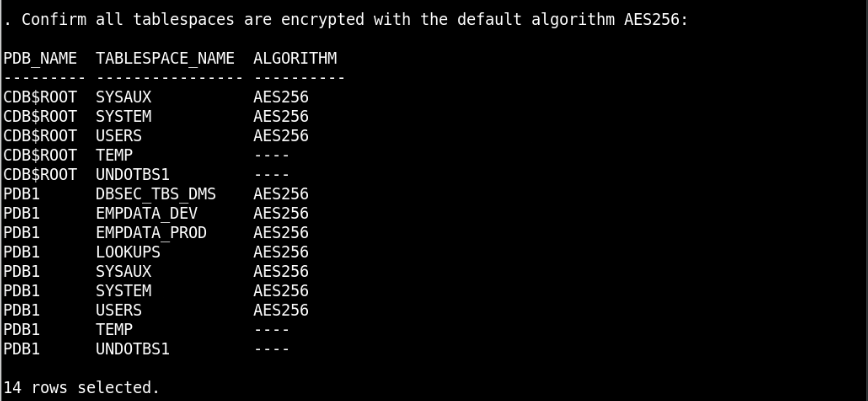 . Confirm all tablespaces are encrypted with the default algorithm AES256:
PDB_NAME  TABLESPACE_NAME  ALGORITHM
--------- ---------------- ----------
CDB$ROOT  SYSAUX           AES256
CDB$ROOT  SYSTEM           AES256
CDB$ROOT  USERS            AES256
CDB$ROOT  TEMP             ----
CDB$ROOT  UNDOTBS1         ----
PDB1      DBSEC_TBS_DMS    AES256
PDB1      EMPDATA_DEV      AES256
PDB1      EMPDATA_PROD     AES256
PDB1      LOOKUPS          AES256
PDB1      SYSAUX           AES256
PDB1      SYSTEM           AES256
PDB1      USERS            AES256
PDB1      TEMP             ----
PDB1      UNDOTBS1         ----
14 rows selected.